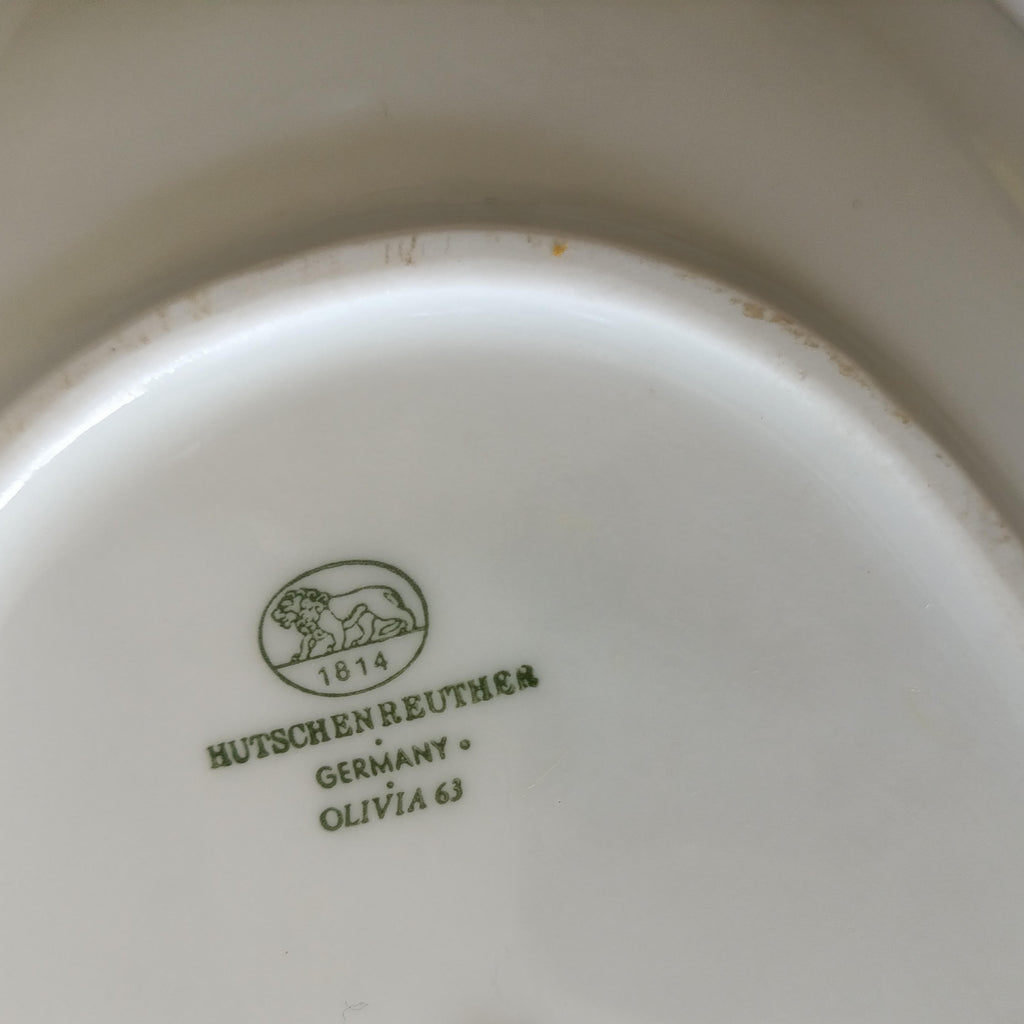 1814
HUTSCHENREUTHER
GERMANY
OLIVIA 63